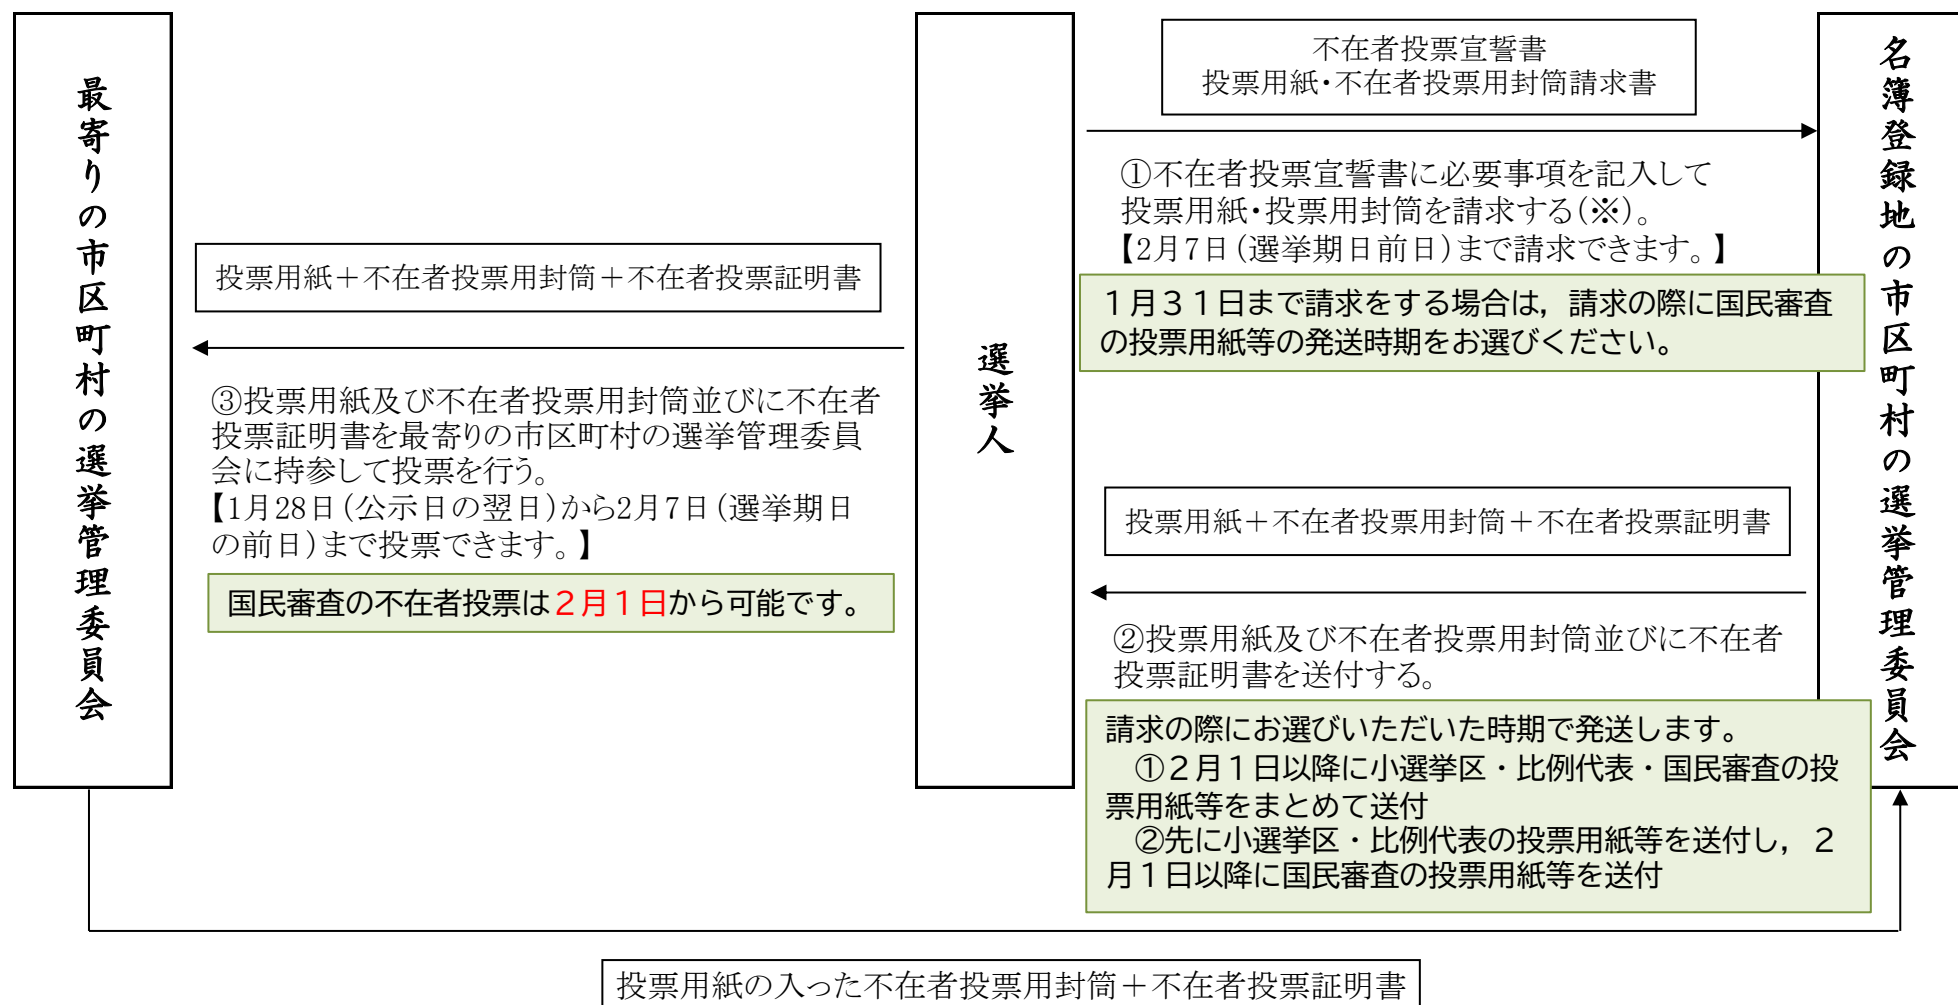 最寄りの市区町村の選挙管理委員会
選挙人
名簿登録地の市区町村の選挙管理委員会
不在者投票宣誓書
投票用紙・不在者投票用封筒請求書
①不在者投票宣誓書に必要事項を記入して
投票用紙・投票用封筒を請求する(※)。
【2月7日(選挙期日前日)まで請求できます。】
１月３１日まで請求をする場合は，請求の際に国民審査
の投票用紙等の発送時期をお選びください。
投票用紙＋不在者投票用封筒＋不在者投票証明書
②投票用紙及び不在者投票用封筒並びに不在者
投票証明書を送付する。
請求の際にお選びいただいた時期で発送します。
①２月１日以降に小選挙区・比例代表・国民審査の投
票用紙等をまとめて送付
②先に小選挙区・比例代表の投票用紙等を送付し，２
月１日以降に国民審査の投票用紙等を送付
投票用紙＋不在者投票用封筒＋不在者投票証明書
③投票用紙及び不在者投票用封筒並びに不在者
投票証明書を最寄りの市区町村の選挙管理委員
会に持参して投票を行う。
【1月28日(公示日の翌日)から2月7日(選挙期日
の前日)まで投票できます。】
国民審査の不在者投票は２月１日から可能です。
投票用紙の入った不在者投票用封筒＋不在者投票証明書